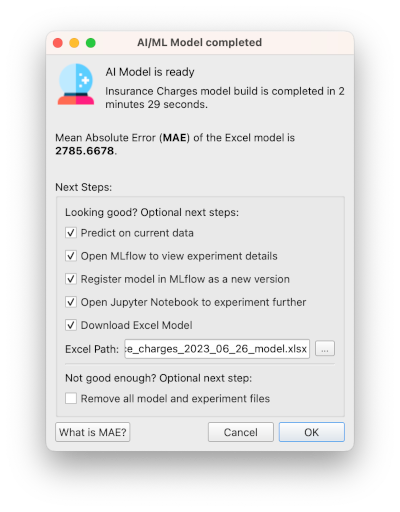 AI/ML Model completed
AI Model is ready
Insurance Charges model build is completed in 2
minutes 29 seconds.
Mean Absolute Error (MAE) of the Excel model is
2785.6678.
Next Steps:
Looking good? Optional next steps:
Predict on current data
Open MLflow to view experiment details
Register model in MLflow as a new version
Open Jupyter Notebook to experiment further
Download Excel Model
Excel Path: ce_charges_2023_06_26_model.xlsx ...
Not good enough? Optional next step:
Remove all model and experiment files
What is MAE? Cancel OK